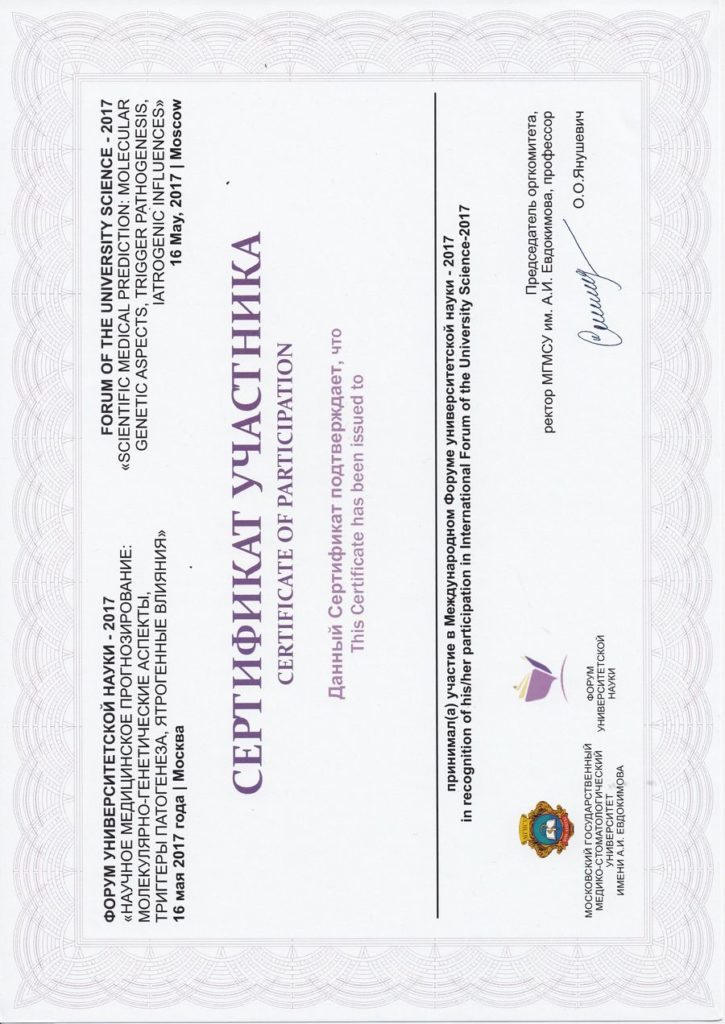 ФОРУМ УНИВЕРСИТЕТСКОЙ НАУКИ - 2017
«НАУЧНОЕ МЕДИЦИНСКОЕ ПРОГНОЗИРОВАНИЕ:
МОЛЕКУЛЯРНО-ГЕНЕТИЧЕСКИЕ АСПЕКТЫ,
ТРИГГЕРЫ ПАТОГЕНЕЗА, ЯТРОГЕННЫЕ ВЛИЯНИЯ»
16 мая 2017 года | Москва
FORUM OF THE UNIVERSITY SCIENCE - 2017
«SCIENTIFIC MEDICAL PREDICTION: MOLECULAR
GENETIC ASPECTS, TRIGGER PATHOGENESIS,
IATROGENIC INFLUENCES»
16 May, 2017 | Moscow
СЕРТИФИКАТ УЧАСТНИКА
CERTIFICATE OF PARTICIPATION
Данный Сертификат подтверждает, что
This Certificate has been issued to
принимал(а) участие в Международном Форуме университетской науки - 2017
in recognition of his/her participation in International Forum of the University Science-2017
МОСКОВСКИЙ ГОСУДАРСТВЕННЫЙ
МЕДИКО-СТОМАТОЛОГИЧЕСКИЙ
УНИВЕРСИТЕТ
ИМЕНИ А.И. ЕВДОКИМОВА
ФОРУМ
УНИВЕРСИТЕТСКОЙ
НАУКИ
Председатель оргкомитета,
ректор МГМСУ им. А.И. Евдокимова, профессор
О.О.Янушевич